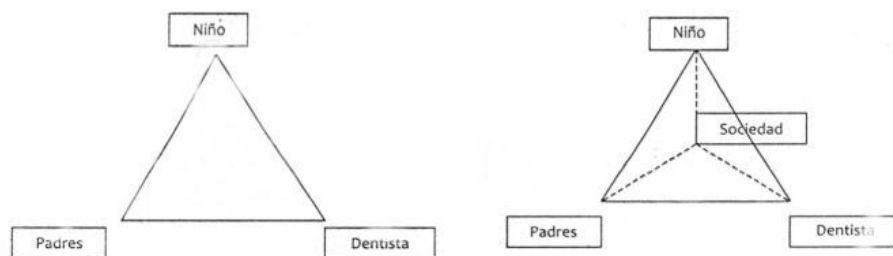 Niño
Padres
Dentista
Niño
Sociedad
Padres
Dentista